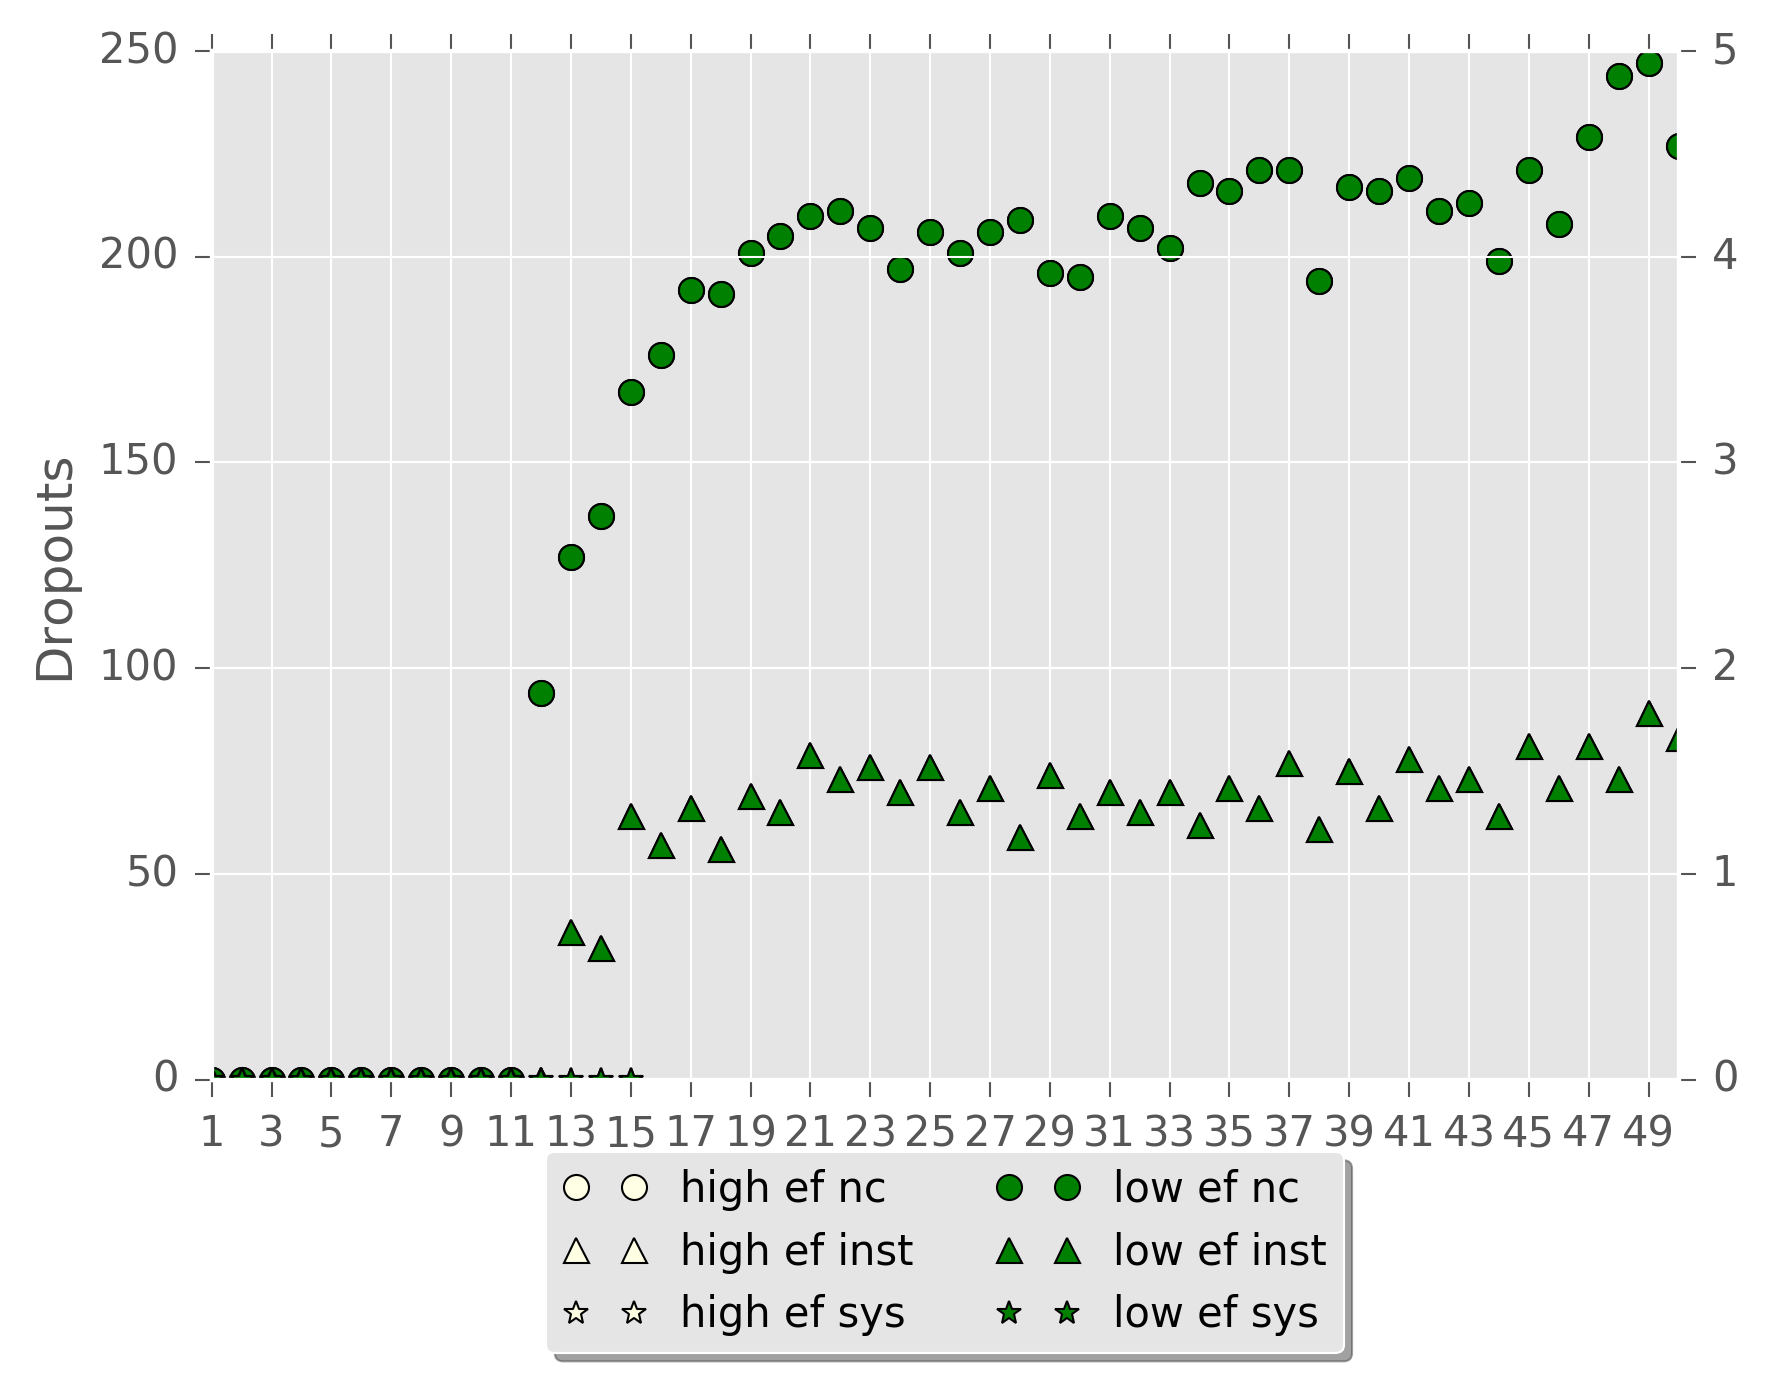 250
200
150
100
50
0
Dropouts
5
4
3
2
1
0
1 3 5 7 9 11 13 15 17 19 21 23 25 27 29 31 33 35 37 39 41 43 45 47 49
high ef nc
high ef inst
high ef sys
low ef nc
low ef inst
low ef sys